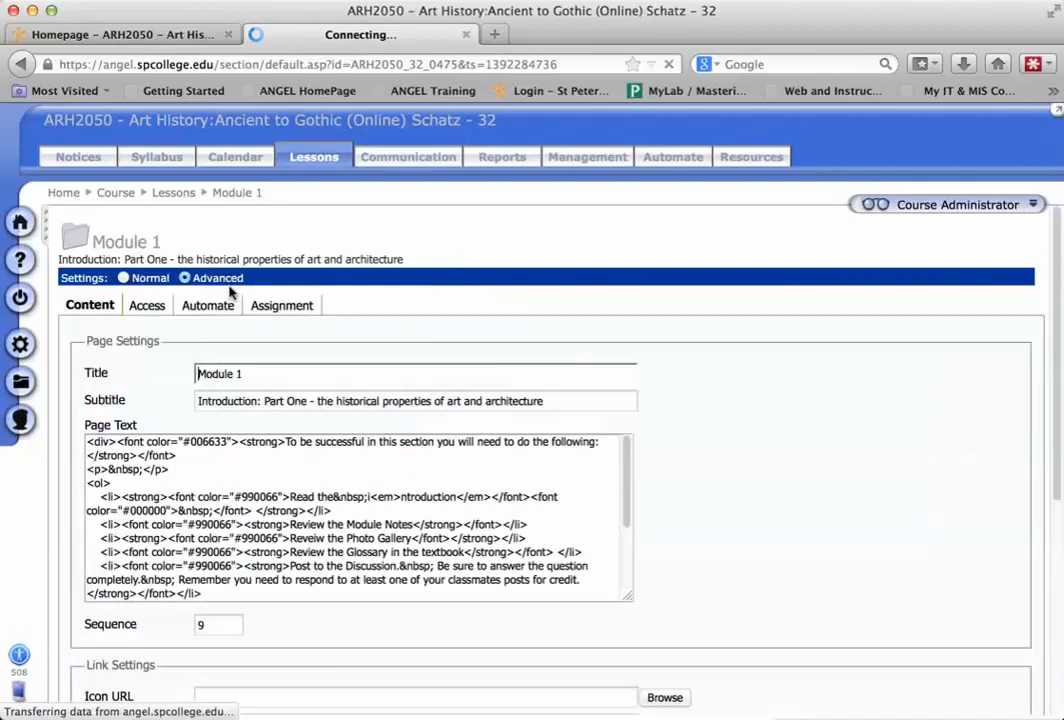 ARH2050 - Art History:Ancient to Gothic (Online) Schatz - 32
Homepage - ARH2050 - Art His...
Connecting...
https://angel.spcollege.edu/section/default.asp?id=ARH2050_32_0475&ts=1392284736
Google
Most Visited
Getting Started
ANGEL HomePage
ANGEL Training
Login - St Peter...
MyLab / Masteri...
Web and Instruc...
My IT & MIS Co...
ARH2050 - Art History:Ancient to Gothic (Online) Schatz - 32
Notices
Syllabus
Calendar
Lessons
Communication
Reports
Management
Automate
Resources
Home
Course
Lessons
Module 1
Course Administrator
Module 1
Introduction: Part One - the historical properties of art and architecture
Settings: Normal Advanced
Content
Access
Automate
Assignment
Page Settings
Title
Module 1
Subtitle
Introduction: Part One - the historical properties of art and architecture
Page Text
<div><font color="#006633"><strong>To be successful in this section you will need to do the following:
</strong></font>
<p>&nbsp;</p>
<ol>
<li><strong><font color="#990066">Read the&nbsp;i<em>ntroduction</em></font><font
color="#000000">&nbsp;</font> </strong></li>
<li><font color="#990066"><strong>Review the Module Notes</strong></font></li>
<li><strong><font color="#990066">Reveiw the Photo Gallery</font></strong></li>
<li><font color="#990066"><strong>Review the Glossary in the textbook</strong></font> </li>
<li><font color="#990066"><strong>Post to the Discussion.&nbsp; Be sure to answer the question
completely.&nbsp; Remember you need to respond to at least one of your classmates posts for credit.
</strong></font></li>
Sequence
9
Link Settings
Icon URL
Browse
508
Transferring data from angel.spcollege.edu...